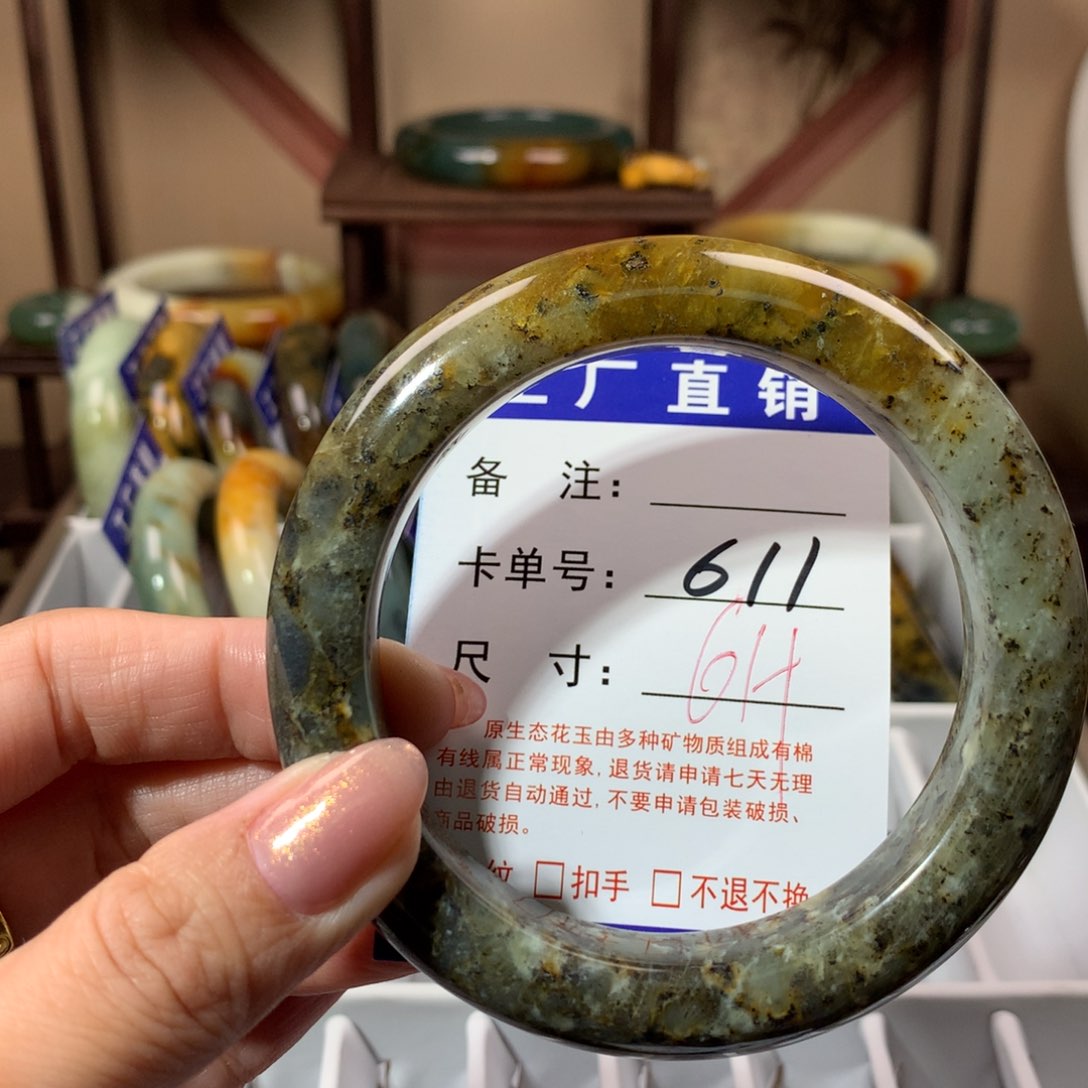 工厂直销
备 注:
卡单号: 611
尺 寸: 61
原生态花玉由多种矿物质组成有棉
有线属正常现象,退货请申请七天无理
由退货自动通过,不要申请包装破损、
商品破损。
纹 □扣手 □不退不换